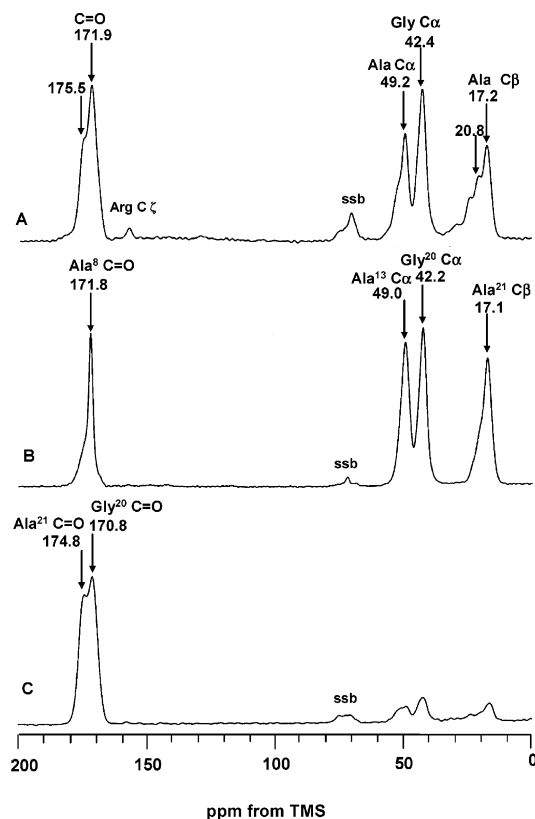 C=O
171.9
175.5
Gly Cα
42.4
Ala Cα
49.2
Ala Cβ
17.2
20.8
Arg C ζ
ssb
A
Ala⁸ C=O
171.8
Gly²⁰ Cα
42.2
Ala¹³ Cα
49.0
Ala²¹ Cβ
17.1
ssb
B
Gly²⁰ C=O
170.8
Ala²¹ C=O
174.8
ssb
C
200 150 100 50 0
ppm from TMS